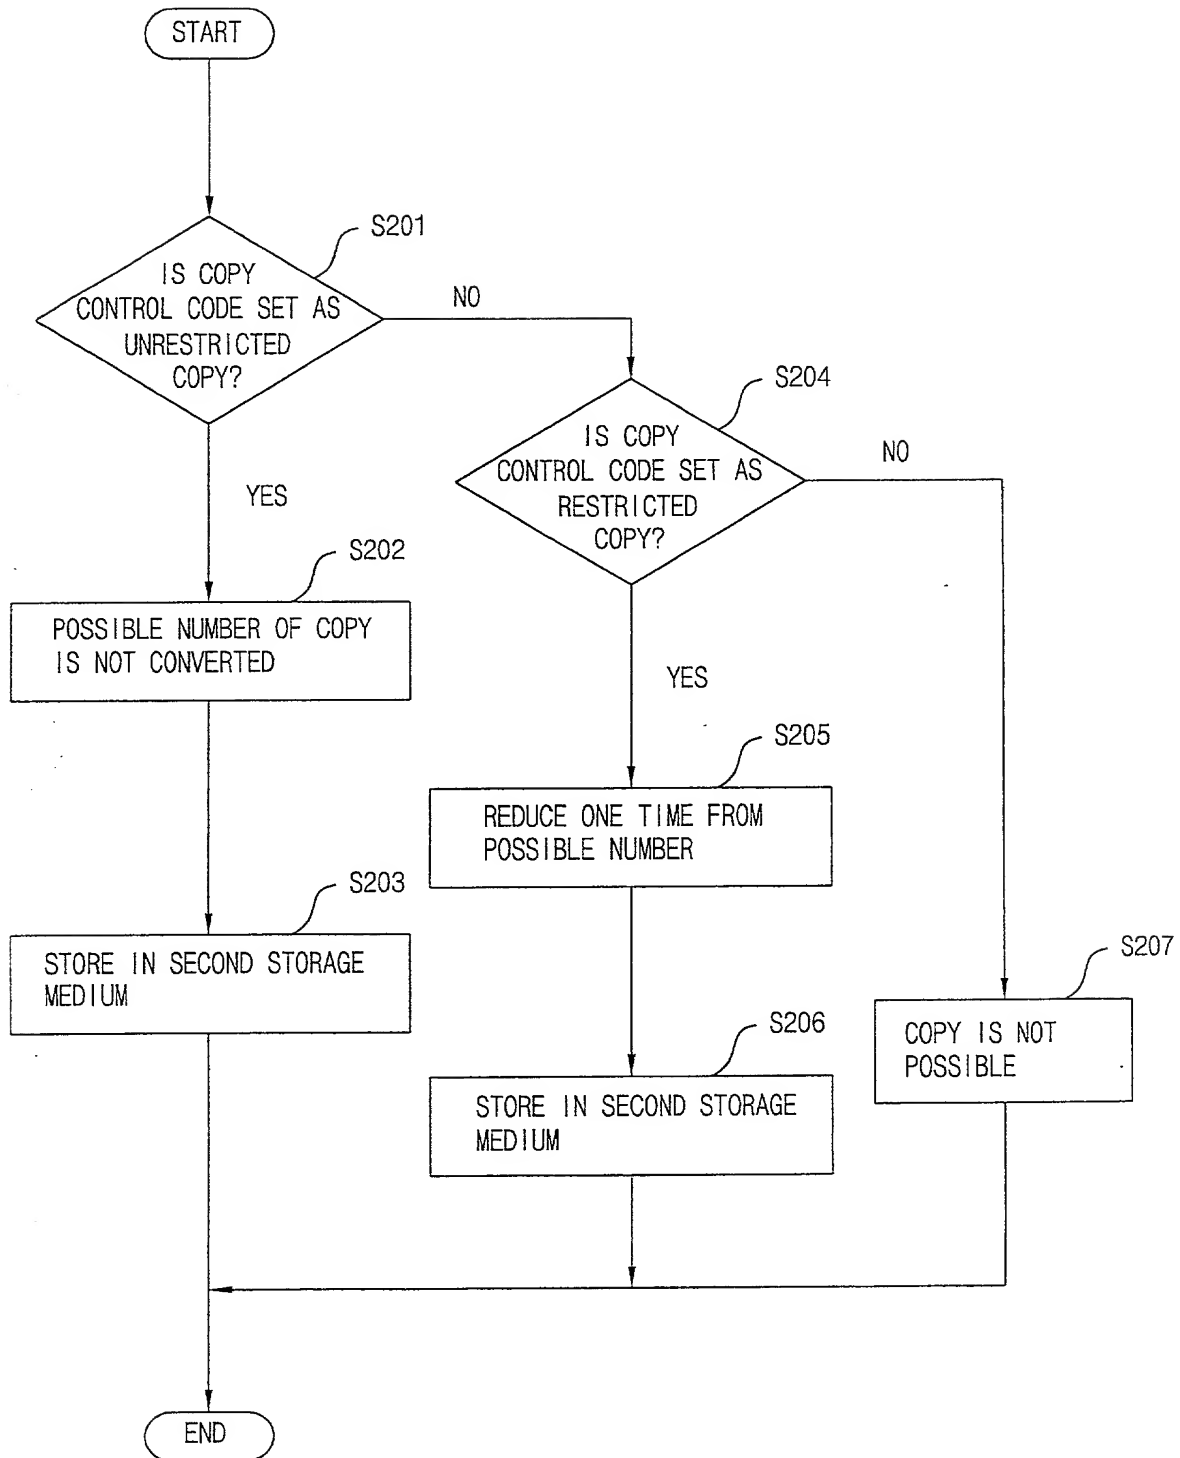 START
S201
IS COPY
CONTROL CODE SET AS
UNRESTRICTED
COPY?
NO
S204
IS COPY
CONTROL CODE SET AS
RESTRICTED
COPY?
NO
YES
S202
POSSIBLE NUMBER OF COPY
IS NOT CONVERTED
YES
S205
REDUCE ONE TIME FROM
POSSIBLE NUMBER
S203
STORE IN SECOND STORAGE
MEDIUM
S207
COPY IS NOT
POSSIBLE
S206
STORE IN SECOND STORAGE
MEDIUM
END